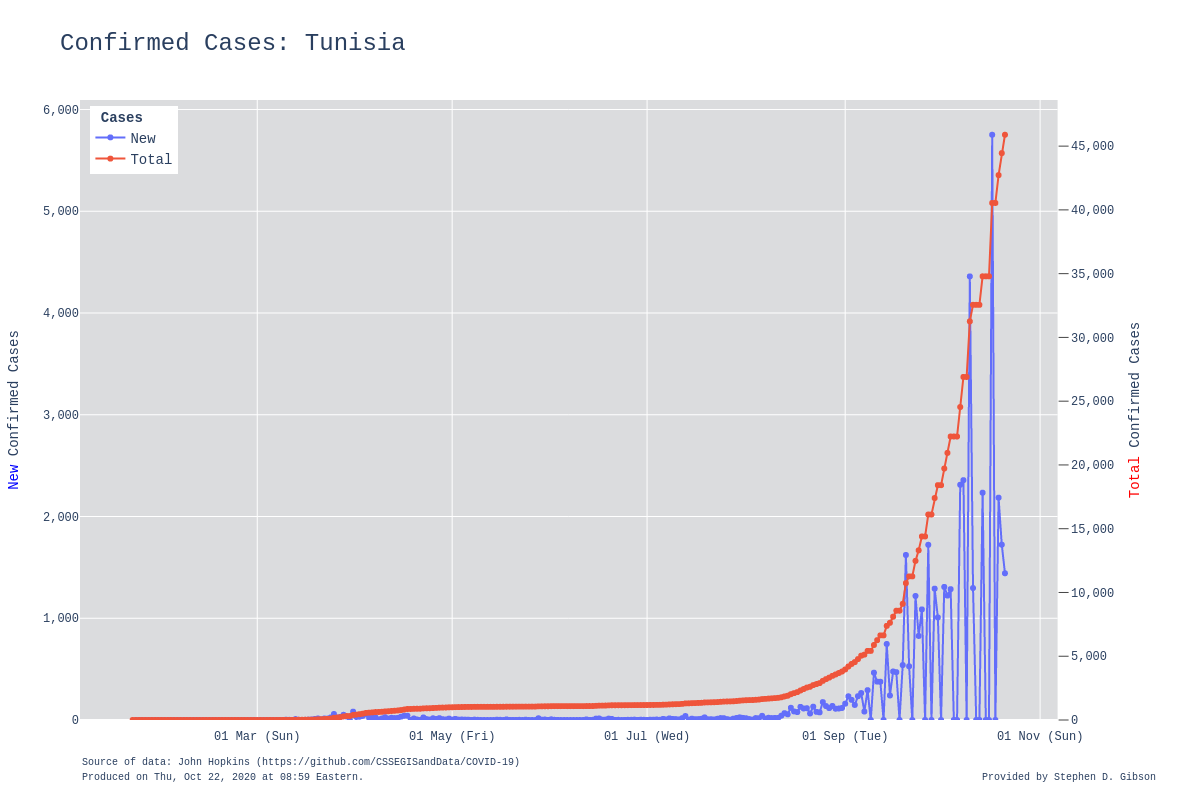 Confirmed Cases: Tunisia
Cases
New
Total
6,000
5,000
4,000
3,000
2,000
1,000
0
New Confirmed Cases
45,000
40,000
35,000
30,000
25,000
20,000
15,000
10,000
5,000
0
Total Confirmed Cases
01 Mar (Sun)
01 May (Fri)
01 Jul (Wed)
01 Sep (Tue)
01 Nov (Sun)
Source of data: John Hopkins (https://github.com/CSSEGISandData/COVID-19)
Produced on Thu, Oct 22, 2020 at 08:59 Eastern.
Provided by Stephen D. Gibson